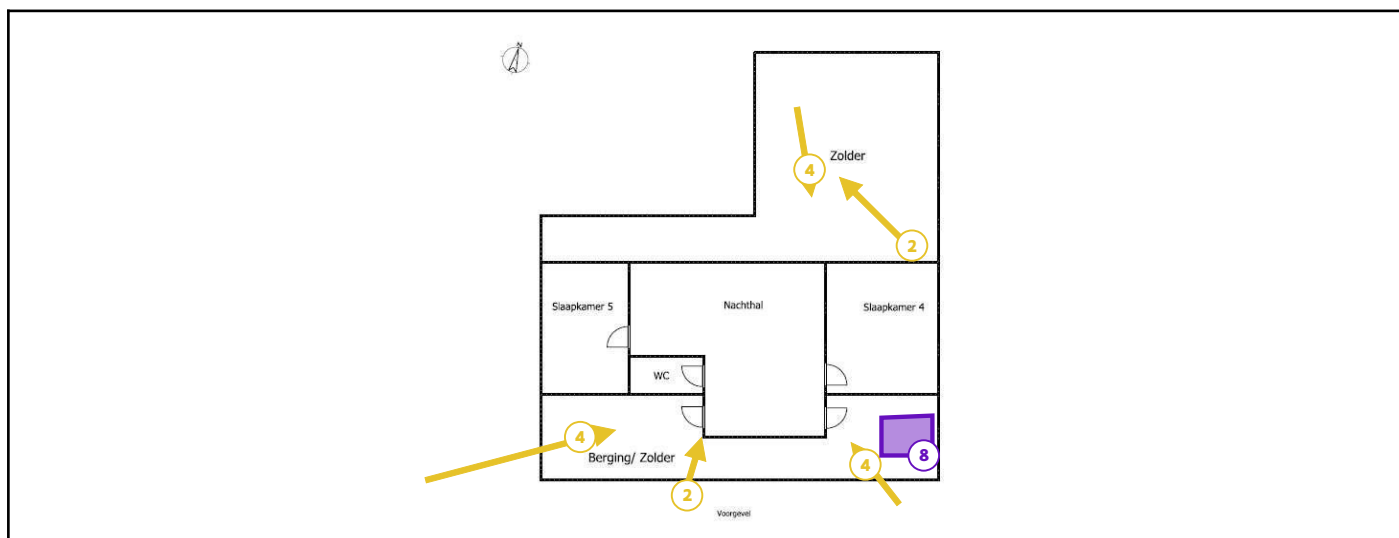 N
4
Zolder
2
Slaapkamer 5
Nachthal
Slaapkamer 4
WC
4
Berging/ Zolder
2
4
8
Voorgevel